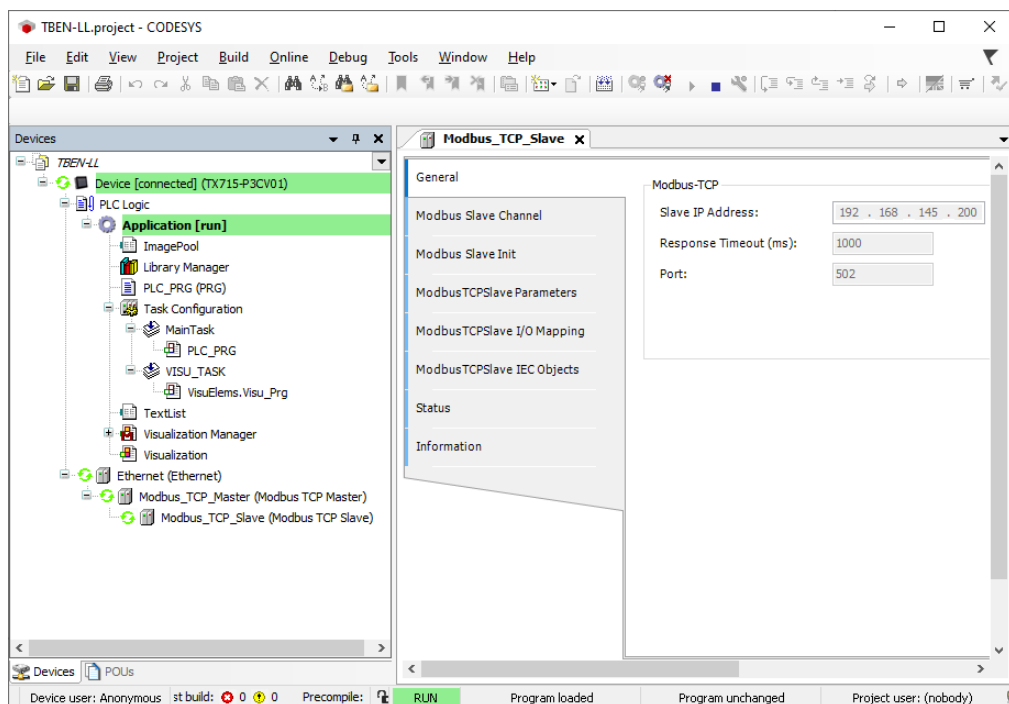 TBEN-LL.project - CODESYS
File Edit View Project Build Online Debug Tools Window Help
Devices
TBEN-LL
Device [connected] (TX715-P3CV01)
PLC Logic
Application [run]
ImagePool
Library Manager
PLC_PRG (PRG)
Task Configuration
MainTask
PLC_PRG
VISU_TASK
VisuElems.Visu_Prg
TextList
Visualization Manager
Visualization
Ethernet (Ethernet)
Modbus_TCP_Master (Modbus TCP Master)
Modbus_TCP_Slave (Modbus TCP Slave)
Devices POUs
Modbus_TCP_Slave
General
Modbus Slave Channel
Modbus Slave Init
ModbusTCPSlave Parameters
ModbusTCPSlave I/O Mapping
ModbusTCPSlave IEC Objects
Status
Information
Modbus-TCP
Slave IP Address: 192 . 168 . 145 . 200
Response Timeout (ms): 1000
Port: 502
Device user: Anonymous st build: 0 0 Precompile: RUN Program loaded Program unchanged Project user: (nobody)